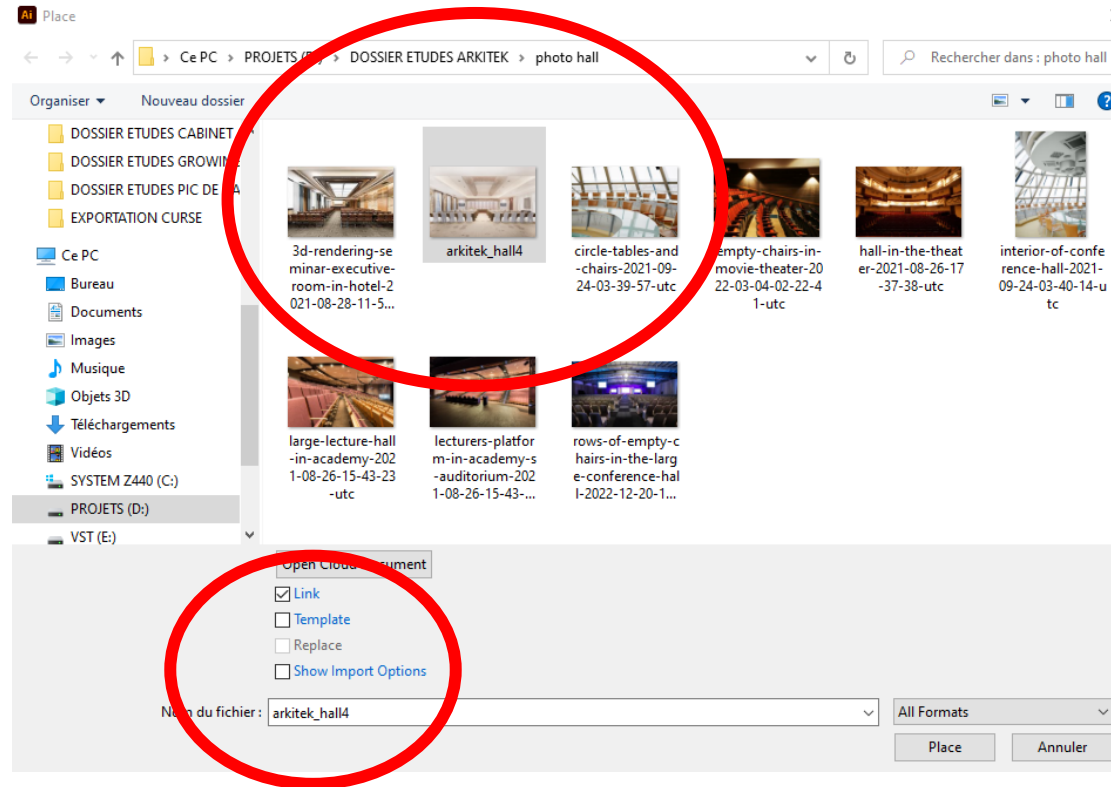 Ai Place
Ce PC > PROJETS (D:) > DOSSIER ETUDES ARKITEK > photo hall
Rechercher dans : photo hall
Organiser
Nouveau dossier
DOSSIER ETUDES CABINET
DOSSIER ETUDES
DOSSIER ETUDES PIC DE
EXPORTATION CURSE
Ce PC
Bureau
Documents
Images
Musique
Objets 3D
Téléchargements
Vidéos
SYSTEM Z440 (C:)
PROJETS (D:)
VST (E:)
3d-rendering-se
minar-executive-
room-in-hotel-2
021-08-28-11-5...
arkitek_hall4
circle-tables-and
-chairs-2021-09-
24-03-39-57-utc
empty-chairs-in-
movie-theater-20
22-03-04-02-22-4
1-utc
hall-in-the-theat
er-2021-08-26-17
-37-38-utc
interior-of-confe
rence-hall-2021-
09-24-03-40-14-u
tc
large-lecture-hall
-in-academy-202
1-08-26-15-43-23
-utc
lecturers-platfor
m-in-academy-s
-auditorium-202
1-08-26-15-43-...
rows-of-empty-c
hairs-in-the-larg
e-conference-hal
l-2022-12-20-1...
Open Cloud Document
Link
Template
Replace
Show Import Options
Nom du fichier : arkitek_hall4
All Formats
Place
Annuler